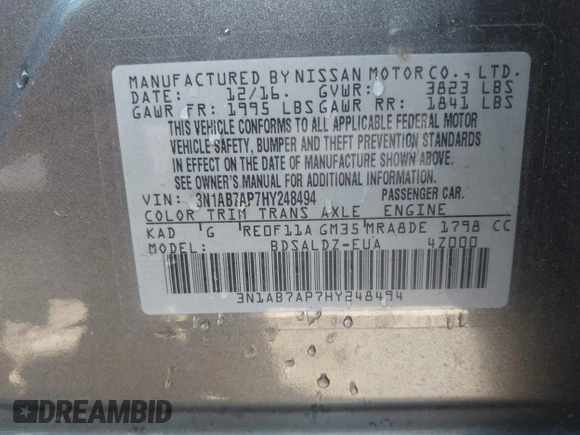 MANUFACTURED BY NISSAN MOTOR CO., LTD.
DATE: 12/16. GVWR: 3823 LBS
GAWR FR: 1995 LBS GAWR RR: 1841 LBS
THIS VEHICLE CONFORMS TO ALL APPLICABLE FEDERAL MOTOR
VEHICLE SAFETY, BUMPER AND THEFT PREVENTION STANDARDS
IN EFFECT ON THE DATE OF MANUFACTURE SHOWN ABOVE.
SEE OWNER'S MANUAL FOR ADDITIONAL INFORMATION.
VIN: 3N1AB7AP7HY248494 PASSENGER CAR.
COLOR TRIM TRANS AXLE ENGINE
KAD G RE0F11A GM35 MRA8DE 1798 CC
MODEL: BDSALDZ-EUA 4Z000
3N1AB7AP7HY248494
DREAMBID